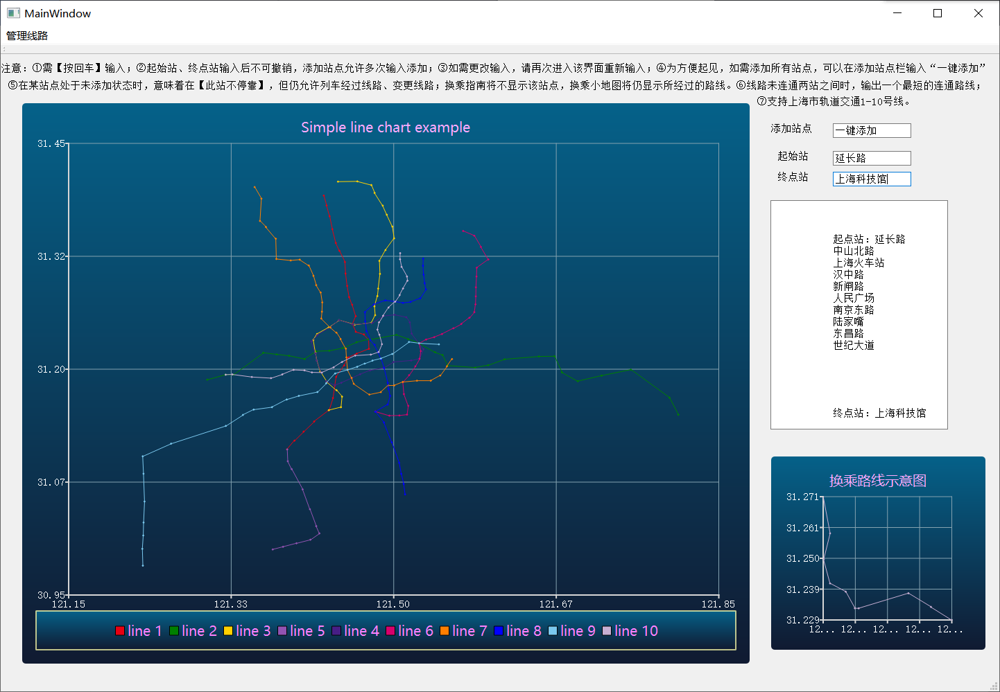 MainWindow
管理线路
注意：①需【按回车】输入；②起始站、终点站输入后不可撤销，添加站点允许多次输入添加；③如需更改输入，请再次进入该界面重新输入；④为方便起见，如需添加所有站点，可以在添加站点栏输入“一键添加”
⑤在某站点处于未添加状态时，意味着在【此站不停靠】，但仍允许列车经过线路、变更线路；换乘指南将不显示该站点，换乘小地图将仍显示所经过的路线。⑥线路未连通两站之间时，输出一个最短的连通路线；
⑦支持上海市轨道交通1-10号线。
Simple line chart example
31.45
31.32
31.20
31.07
30.95
121.15 121.33 121.50 121.67 121.85
line 1 line 2 line 3 line 5 line 4 line 6 line 7 line 8 line 9 line 10
添加站点 一键添加
起始站 延长路
终点站 上海科技馆
起点站：延长路
中山北路
上海火车站
汉中路
新闸路
人民广场
南京东路
陆家嘴
东昌路
世纪大道
终点站：上海科技馆
换乘路线示意图
31.271
31.261
31.250
31.239
31.229
12... 12... 12... 12... 12...